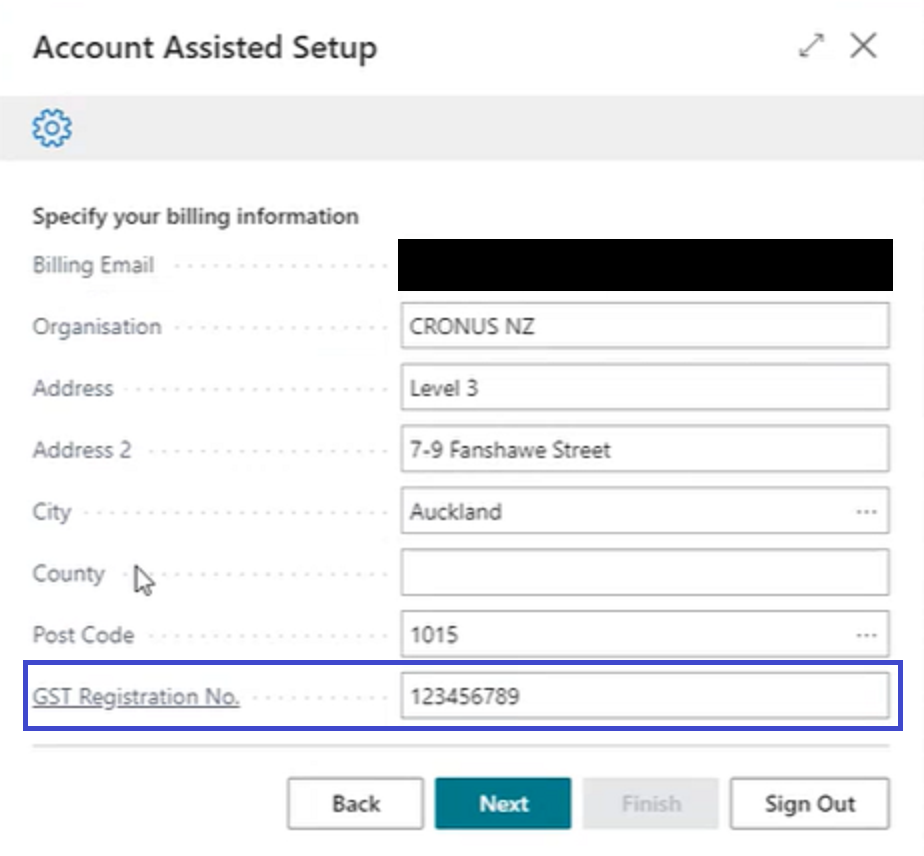 Account Assisted Setup
Specify your billing information
Billing Email
Organisation CRONUS NZ
Address Level 3
Address 2 7-9 Fanshawe Street
City Auckland ...
County
Post Code 1015 ...
GST Registration No. 123456789
Back Next Finish Sign Out